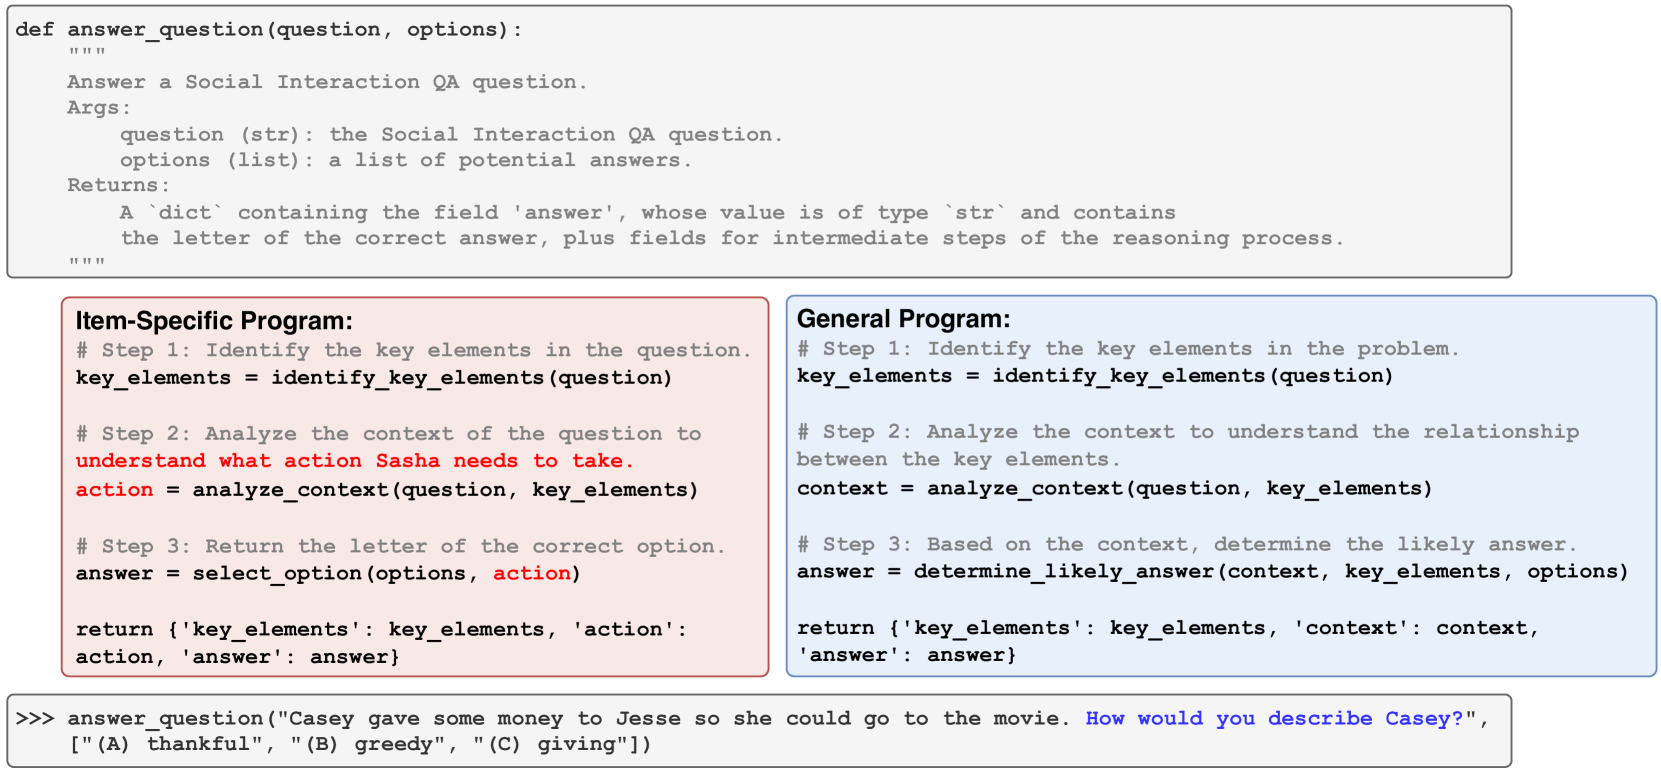 def answer_question(question, options):
"""
Answer a Social Interaction QA question.
Args:
question (str): the Social Interaction QA question.
options (list): a list of potential answers.
Returns:
A `dict` containing the field 'answer', whose value is of type `str` and contains
the letter of the correct answer, plus fields for intermediate steps of the reasoning process.
"""
Item-Specific Program:
# Step 1: Identify the key elements in the question.
key_elements = identify_key_elements(question)
# Step 2: Analyze the context of the question to
understand what action Sasha needs to take.
action = analyze_context(question, key_elements)
# Step 3: Return the letter of the correct option.
answer = select_option(options, action)
return {'key_elements': key_elements, 'action':
action, 'answer': answer}
General Program:
# Step 1: Identify the key elements in the problem.
key_elements = identify_key_elements(question)
# Step 2: Analyze the context to understand the relationship
between the key elements.
context = analyze_context(question, key_elements)
# Step 3: Based on the context, determine the likely answer.
answer = determine_likely_answer(context, key_elements, options)
return {'key_elements': key_elements, 'context': context,
'answer': answer}
>>> answer_question("Casey gave some money to Jesse so she could go to the movie. How would you describe Casey?",
["(A) thankful", "(B) greedy", "(C) giving"])